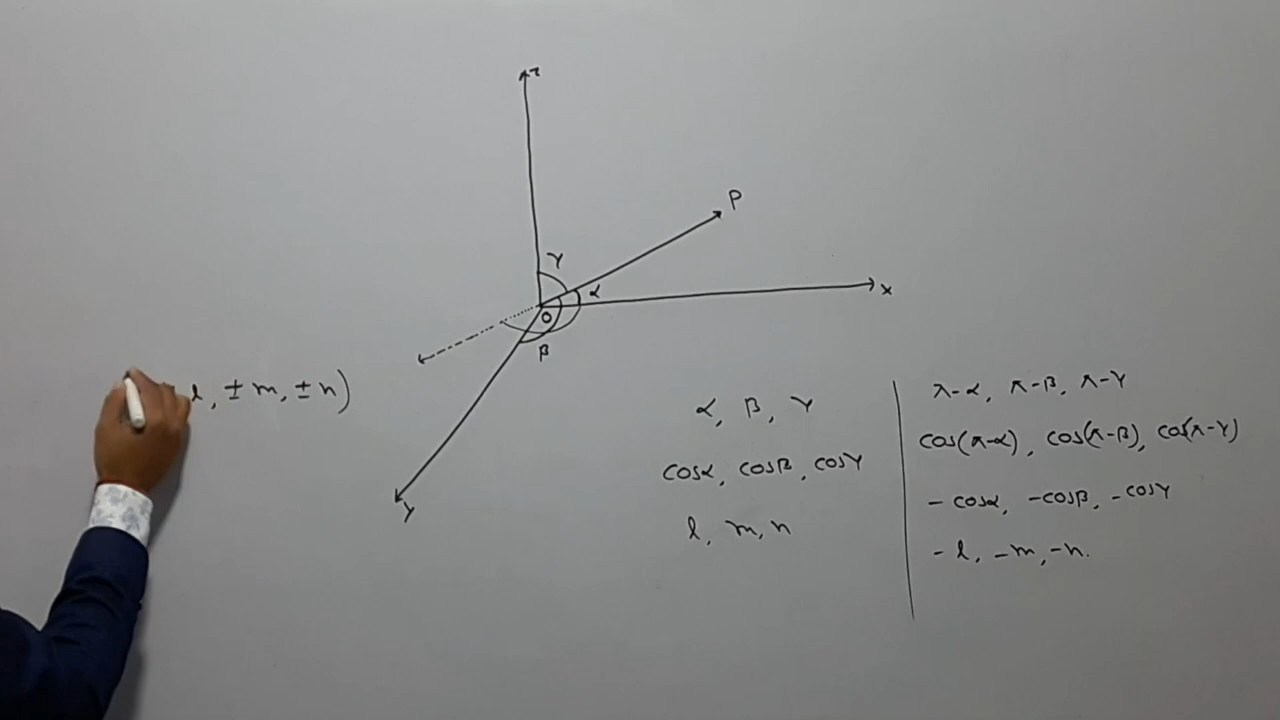 z
P
γ
α
x
O
β
y
l, ± m, ± n)
α, β, γ
cosα, cosβ, cosγ
l, m, n
π-α, π-β, π-γ
cos(π-α), cos(π-β), cos(π-γ)
- cosα, -cosβ, -cosγ
- l, -m, -n.